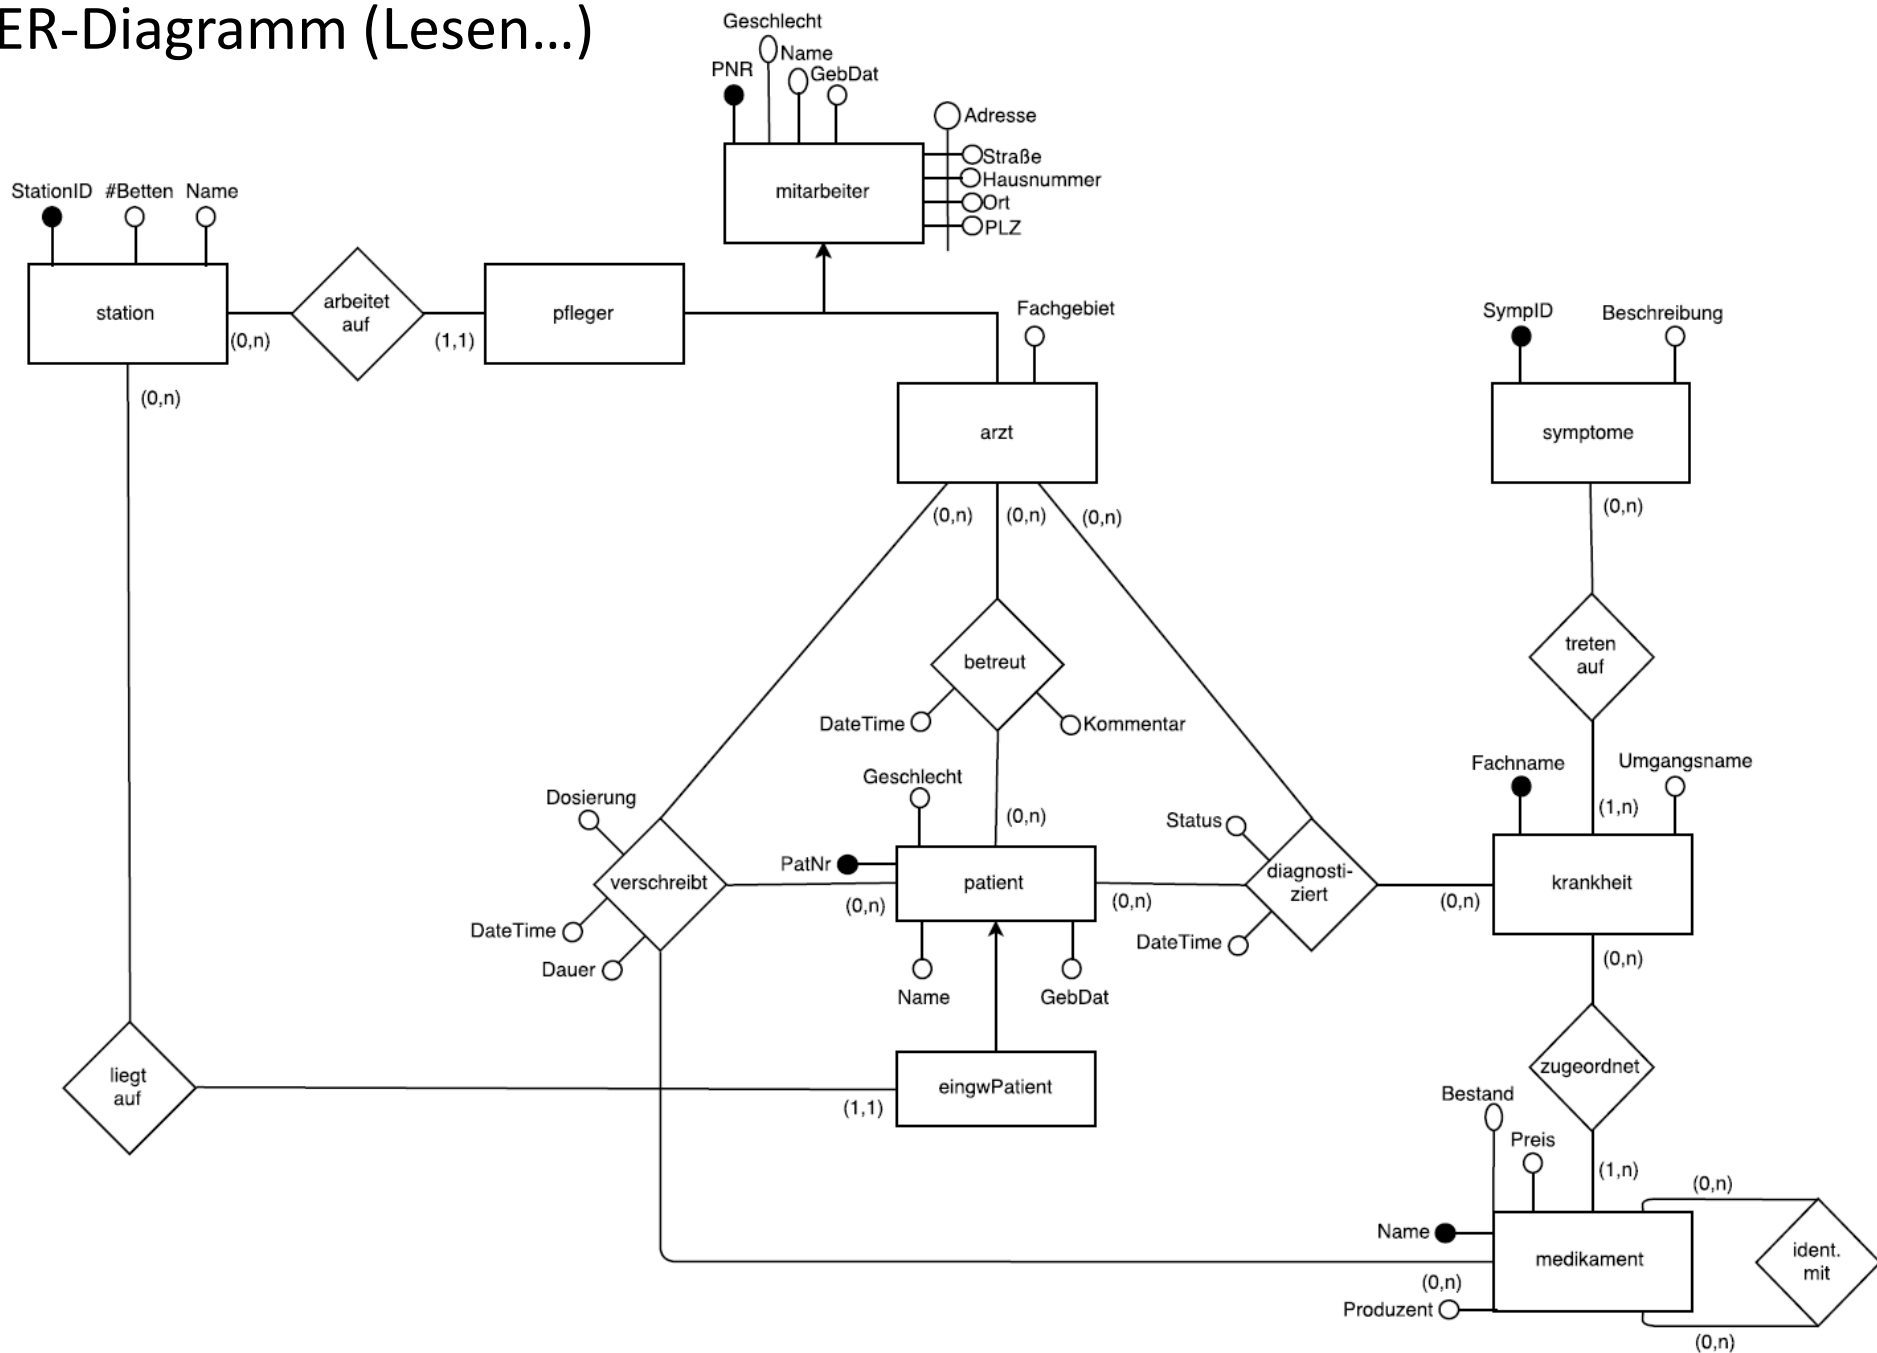 ER-Diagramm (Lesen…)
Geschlecht
Name
PNR
GebDat
Adresse
Straße
mitarbeiter
Hausnummer
Ort
PLZ
StationID #Betten Name
station
arbeitet
auf
pfleger
(0,n)
(1,1)
Fachgebiet
SympID
Beschreibung
(0,n)
arzt
symptome
(0,n)
(0,n)
(0,n)
(0,n)
betreut
treten
auf
DateTime
Kommentar
Geschlecht
Fachname
Umgangsname
Dosierung
(0,n)
Status
(1,n)
PatNr
verschreibt
patient
diagnosti-
ziert
krankheit
(0,n)
(0,n)
(0,n)
DateTime
DateTime
(0,n)
Dauer
Name
GebDat
liegt
auf
eingwPatient
zugeordnet
(1,1)
Bestand
Preis
(1,n)
(0,n)
Name
medikament
ident.
mit
(0,n)
Produzent
(0,n)